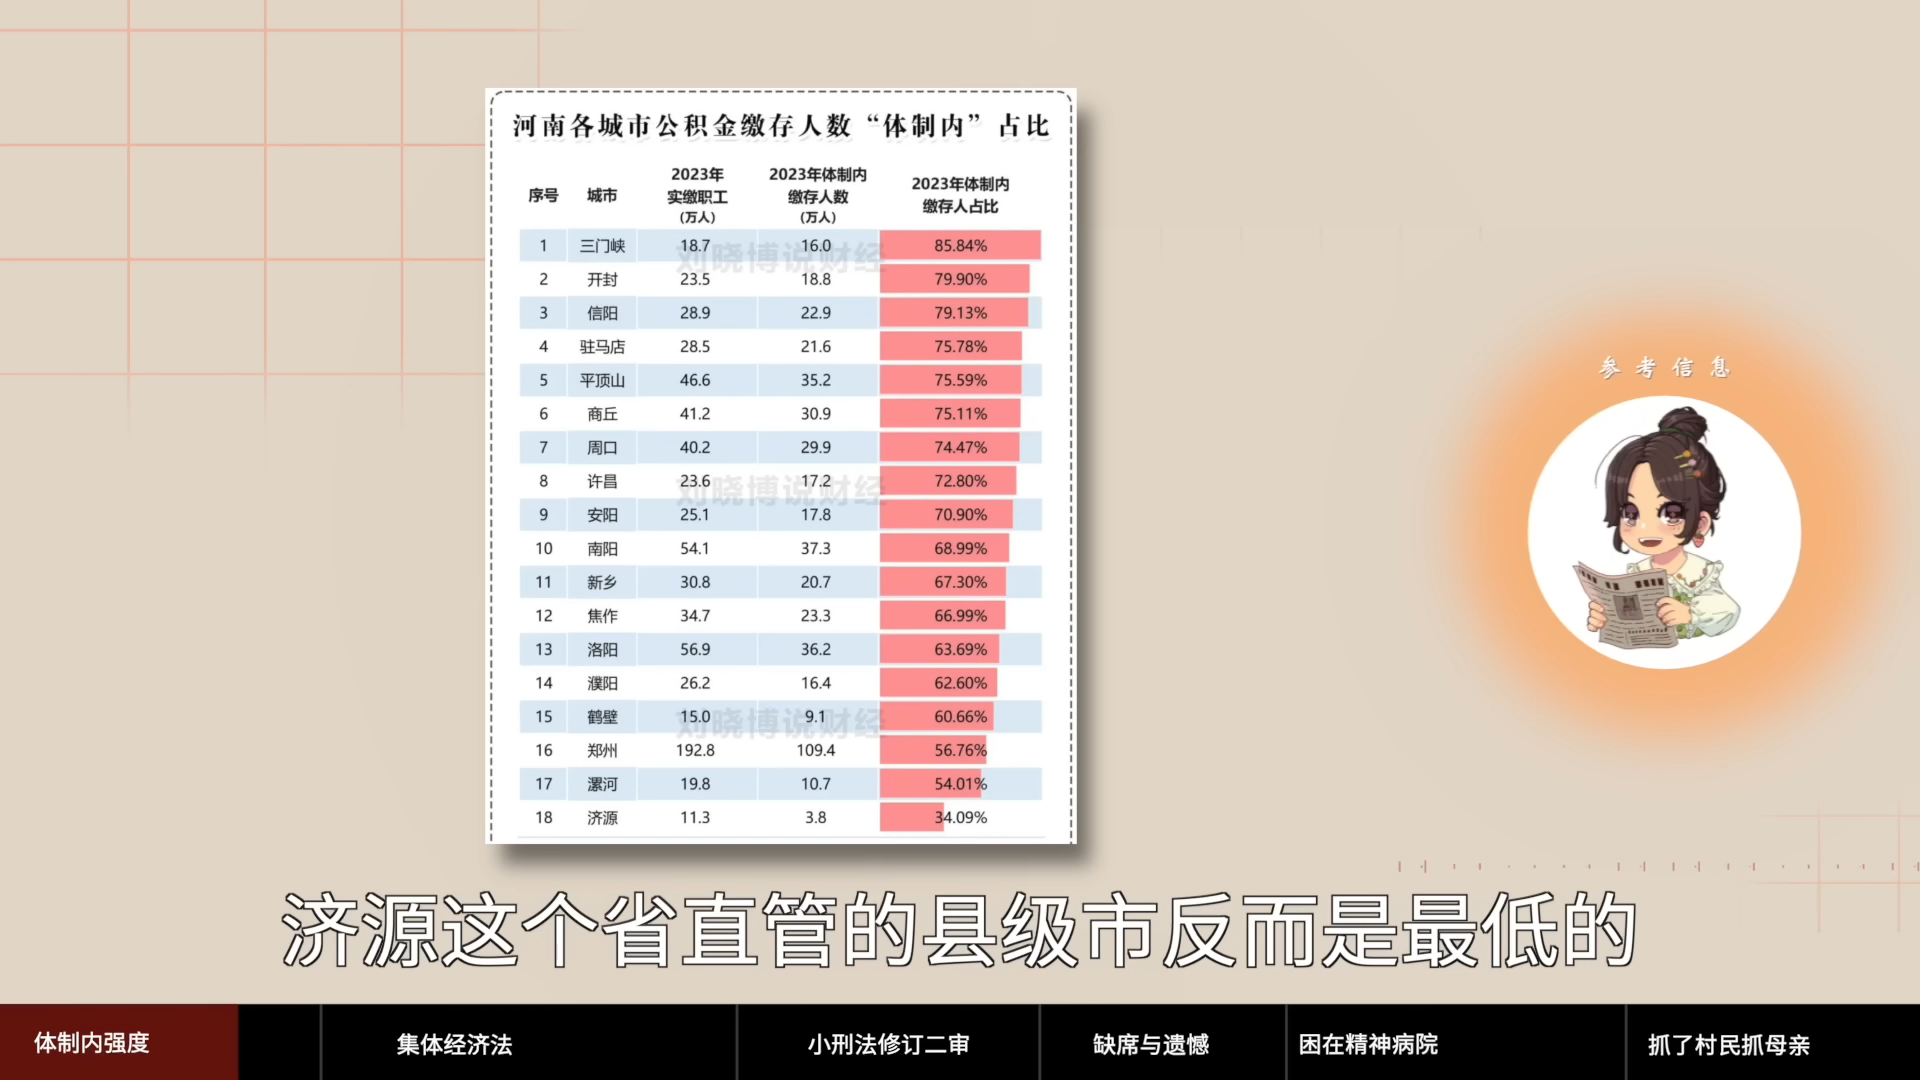 河南各城市公积金缴存人数“体制内”占比
序号 城市 2023年实缴职工(万人) 2023年体制内缴存人数(万人) 2023年体制内缴存人占比
1 三门峡 18.7 16.0 85.84%
2 开封 23.5 18.8 79.90%
3 信阳 28.9 22.9 79.13%
4 驻马店 28.5 21.6 75.78%
5 平顶山 46.6 35.2 75.59%
6 商丘 41.2 30.9 75.11%
7 周口 40.2 29.9 74.47%
8 许昌 23.6 17.2 72.80%
9 安阳 25.1 17.8 70.90%
10 南阳 54.1 37.3 68.99%
11 新乡 30.8 20.7 67.30%
12 焦作 34.7 23.3 66.99%
13 洛阳 56.9 36.2 63.69%
14 濮阳 26.2 16.4 62.60%
15 鹤壁 15.0 9.1 60.66%
16 郑州 192.8 109.4 56.76%
17 漯河 19.8 10.7 54.01%
18 济源 11.3 3.8 34.09%
刘晓博说财经
刘晓博说财经
刘晓博说财经
参考信息
济源这个省直管的县级市反而是最低的
体制内强度 集体经济法 小刑法修订二审 缺席与遗憾 困在精神病院 抓了村民抓母亲